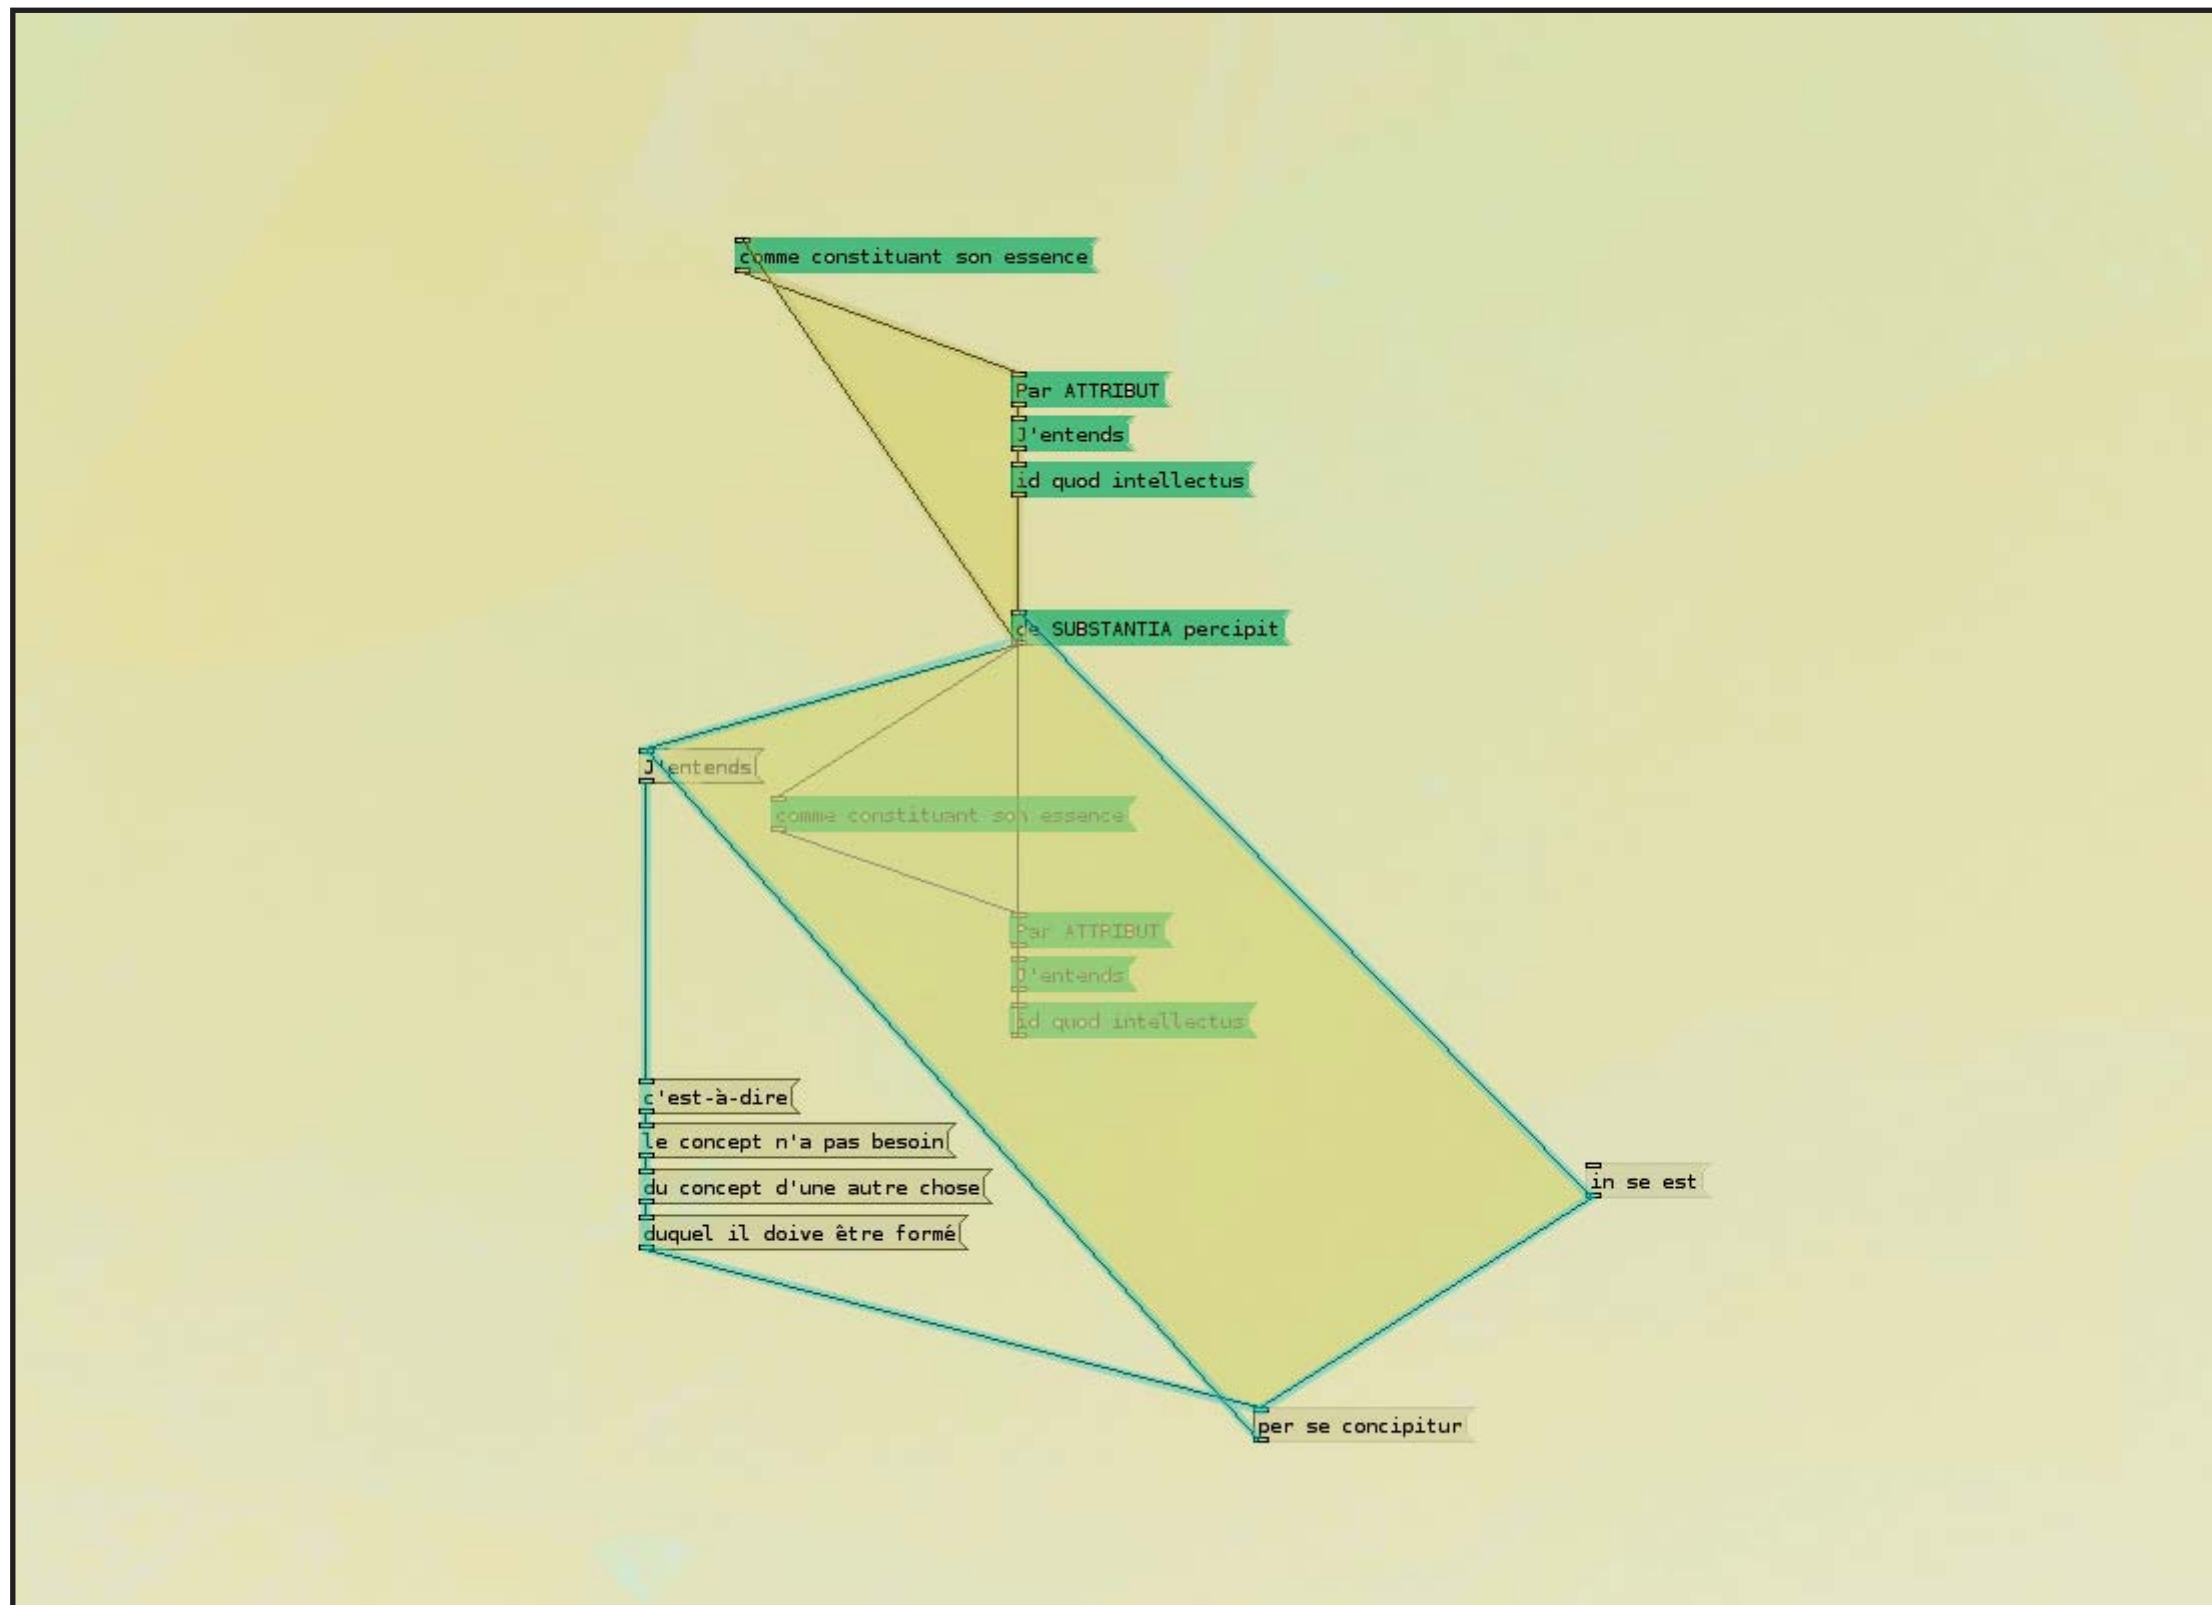 comme constituant son essence
Par ATTRIBUT
J'entends
id quod intellectus
de SUBSTANTIA percipit
J'entends
comme constituant son essence
Par ATTRIBUT
J'entends
id quod intellectus
c'est-à-dire
le concept n'a pas besoin
du concept d'une autre chose
duquel il doive être formé
in se est
per se concipitur